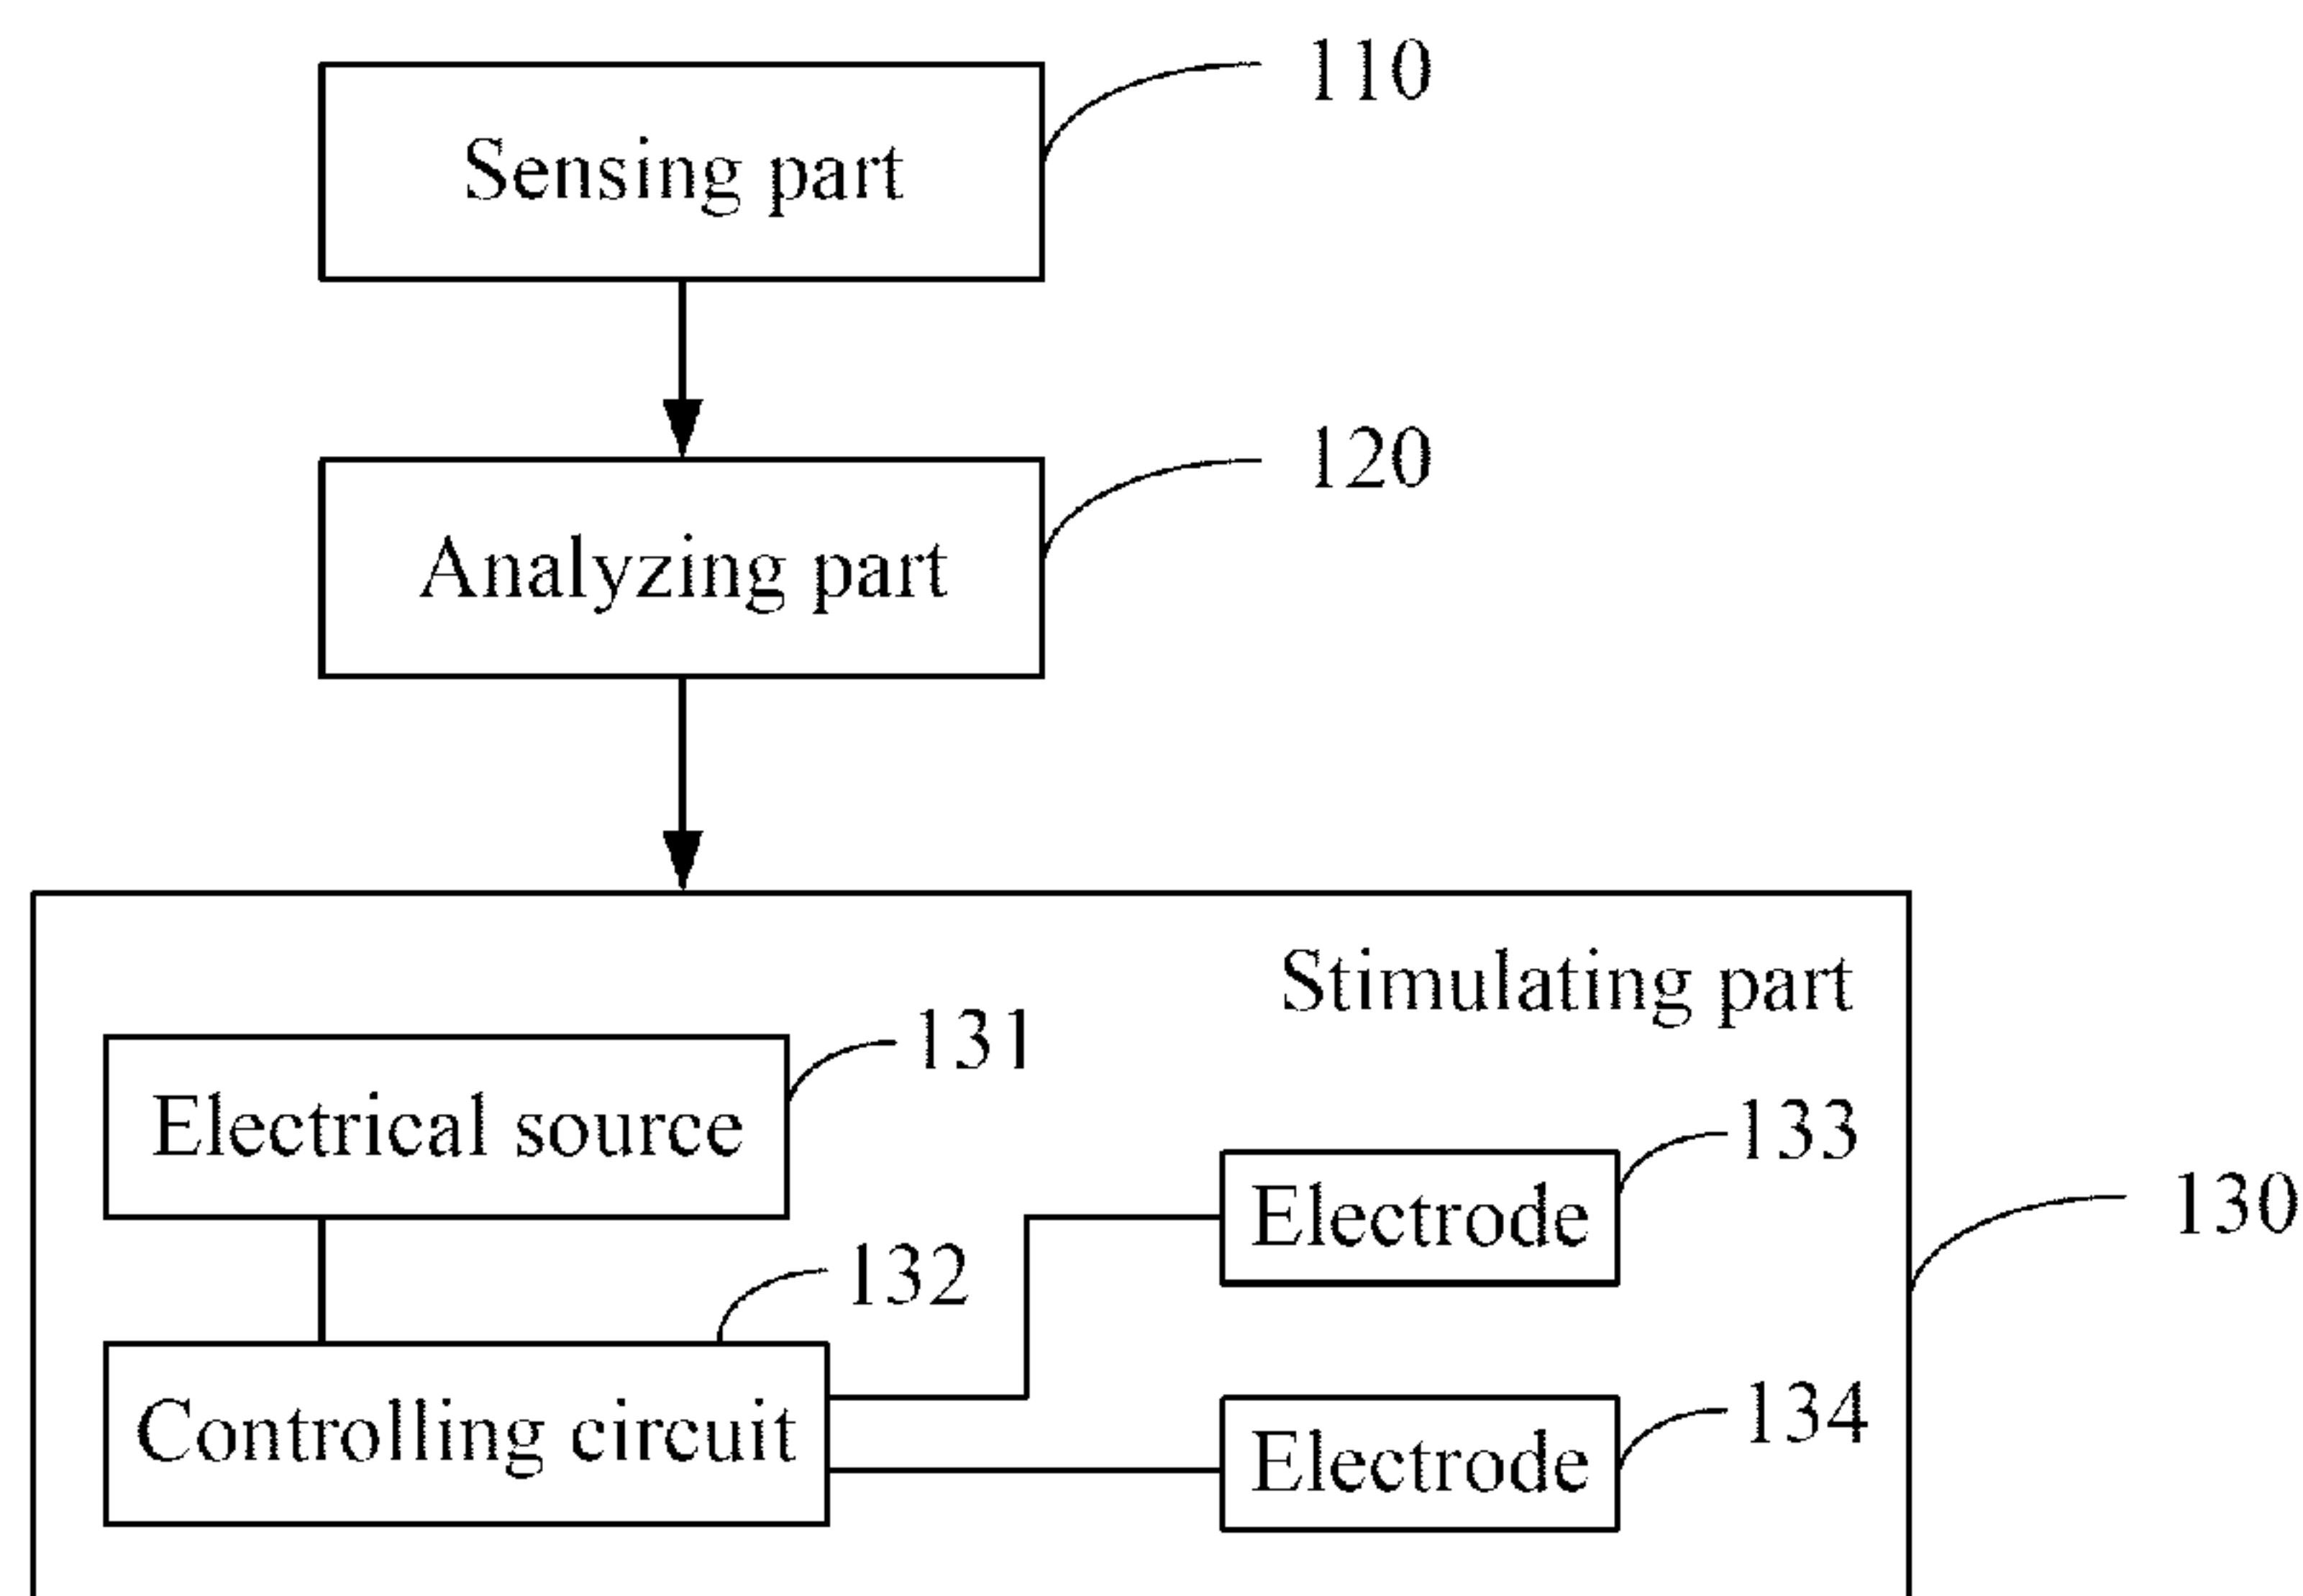 110
Sensing part
120
Analyzing part
Stimulating part
131
Electrical source
133
Electrode
130
132
Controlling circuit
134
Electrode